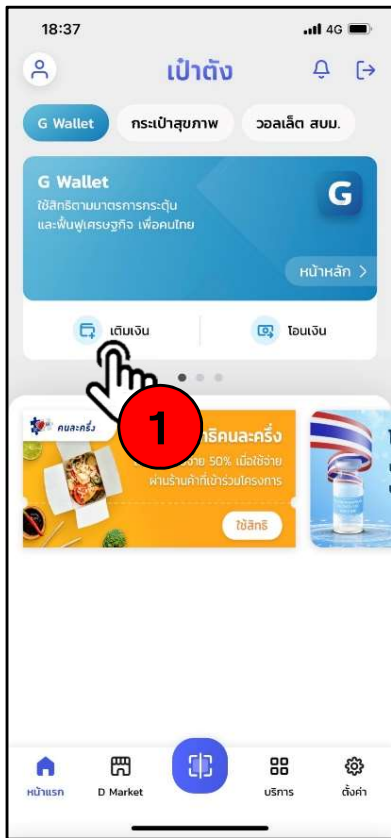 18:37
4G
เป๋าตัง
G Wallet
กระเป๋าสุขภาพ
วอลเล็ต สบม.
G Wallet
G
ใช้สิทธิตามมาตรการกระตุ้น
และฟื้นฟูเศรษฐกิจ เพื่อคนไทย
หน้าหลัก >
เติมเงิน
โอนเงิน
1
คนละครึ่ง
คนละครึ่ง
50% เมื่อใช้จ่าย
ผ่านร้านค้าที่เข้าร่วมโครงการ
ใช้สิทธิ
หน้าแรก
D Market
บริการ
ตั้งค่า